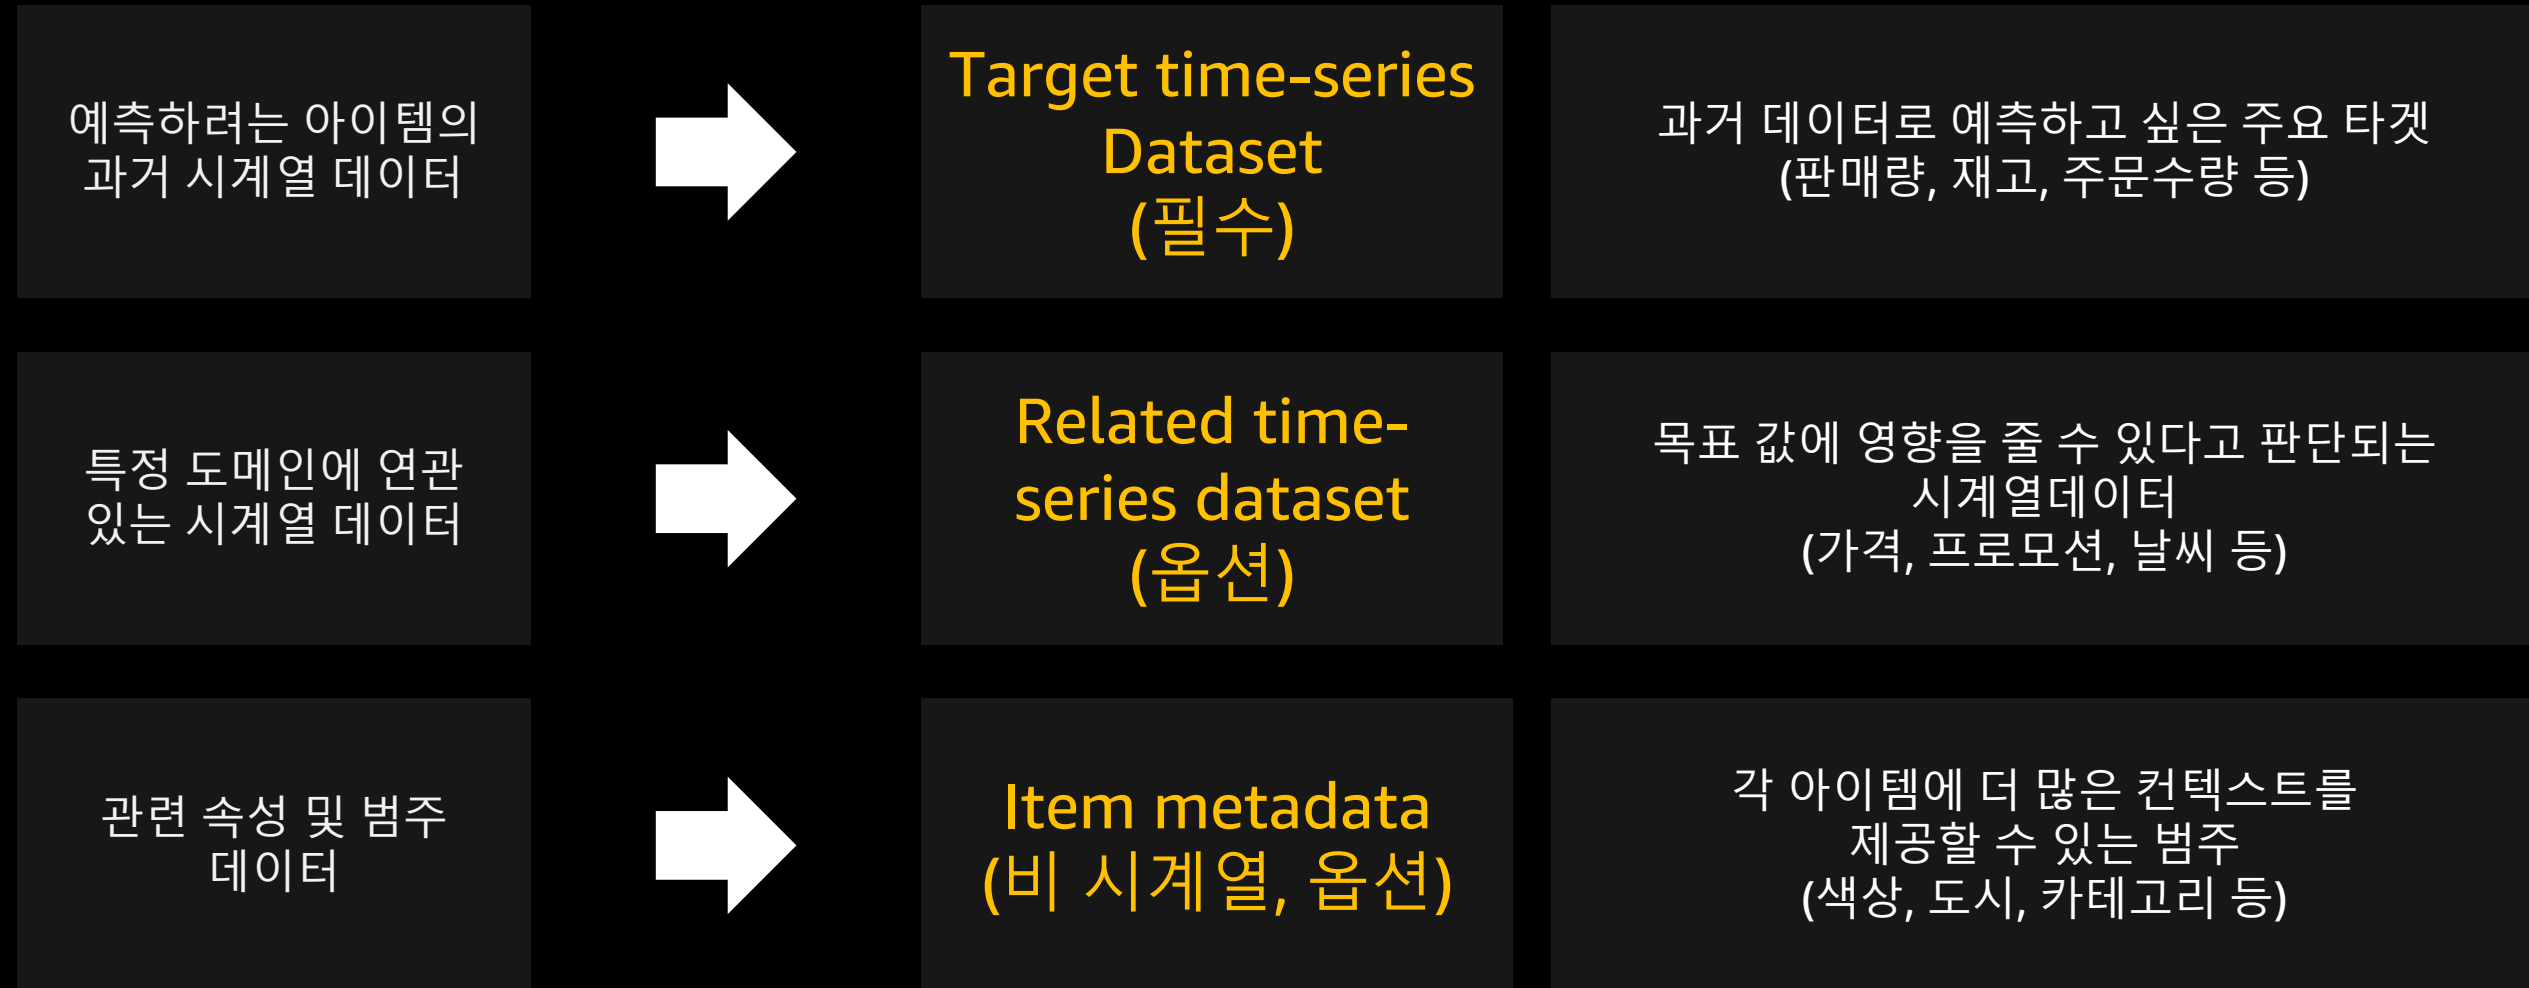 예측하려는 아이템의
과거 시계열 데이터
Target time-series
Dataset
(필수)
과거 데이터로 예측하고 싶은 주요 타겟
(판매량, 재고, 주문수량 등)
특정 도메인에 연관
있는 시계열 데이터
Related time-
series dataset
(옵션)
목표 값에 영향을 줄 수 있다고 판단되는
시계열데이터
(가격, 프로모션, 날씨 등)
관련 속성 및 범주
데이터
Item metadata
(비 시계열, 옵션)
각 아이템에 더 많은 컨텍스트를
제공할 수 있는 범주
(색상, 도시, 카테고리 등)